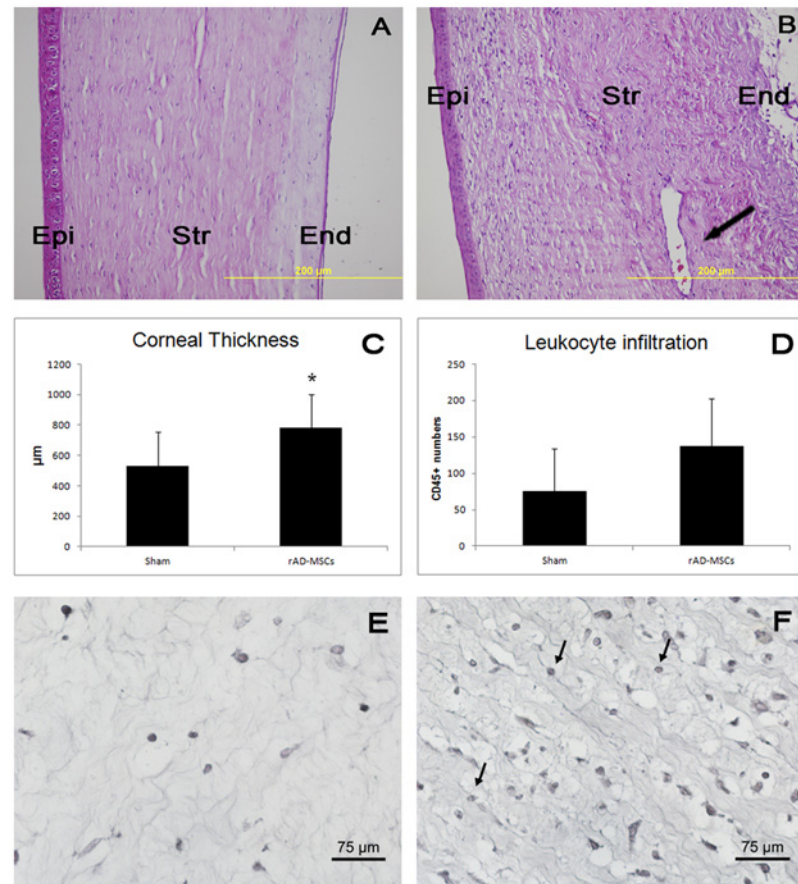 A
Epi Str End
200 µm
B
Epi Str End
200 µm
Corneal Thickness C
1200
1000
800
600
400
200
0
µm
*
Sham rAD-MSCs
Leukocyte infiltration D
250
200
150
100
50
0
CD45+ numbers
Sham rAD-MSCs
E
75 µm
F
75 µm